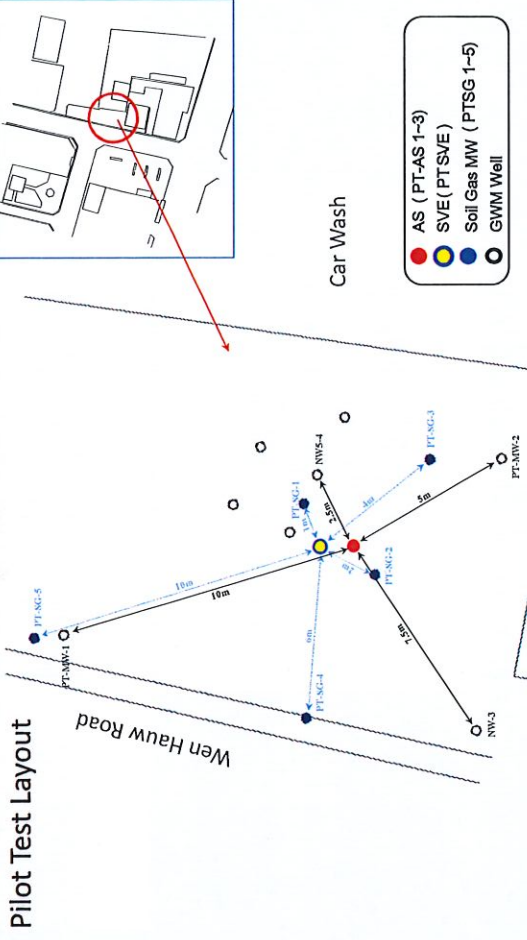 Pilot Test Layout
Wen Hauw Road
Car Wash
AS ( PT-AS 1~3)
SVE( PT SVE )
Soil Gas MW ( PTSG 1~5)
GWM Well
PT-SG-5
PT-MW-1
10m
10m
PT-SG-4
6m
PT-SG-1
1m
NW5-4
2.5m
4m
PT-SG-3
2m
PT-SG-2
5m
PT-MW-2
7.5m
NW-3